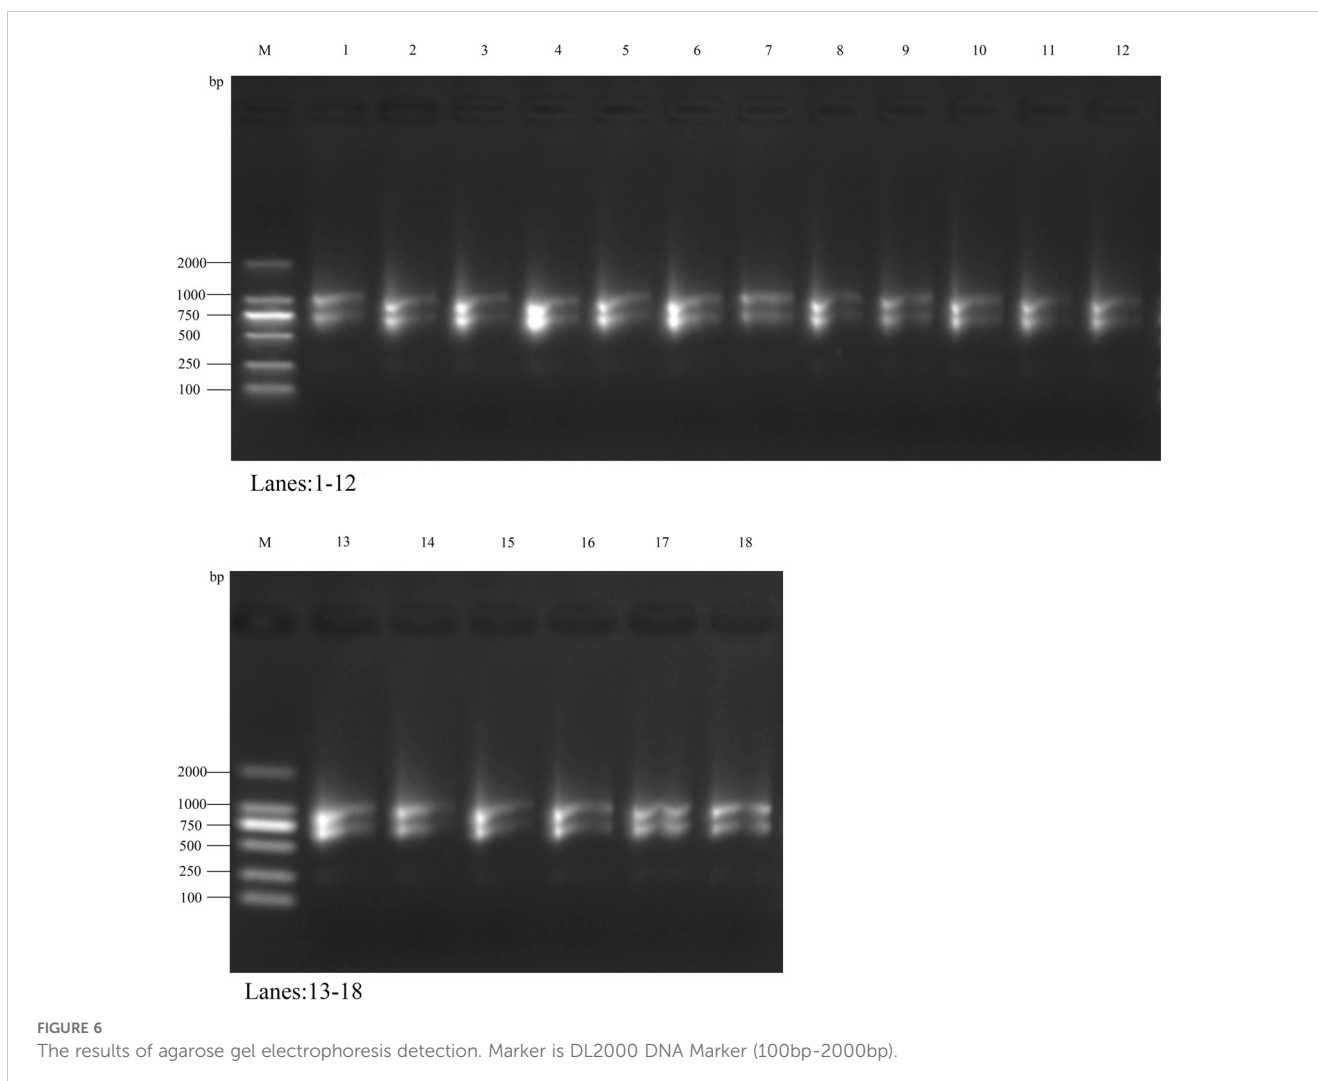 M 1 2 3 4 5 6 7 8 9 10 11 12
bp
2000
1000
750
500
250
100
Lanes:1-12
M 13 14 15 16 17 18
bp
2000
1000
750
500
250
100
Lanes:13-18
FIGURE 6
The results of agarose gel electrophoresis detection. Marker is DL2000 DNA Marker (100bp-2000bp).